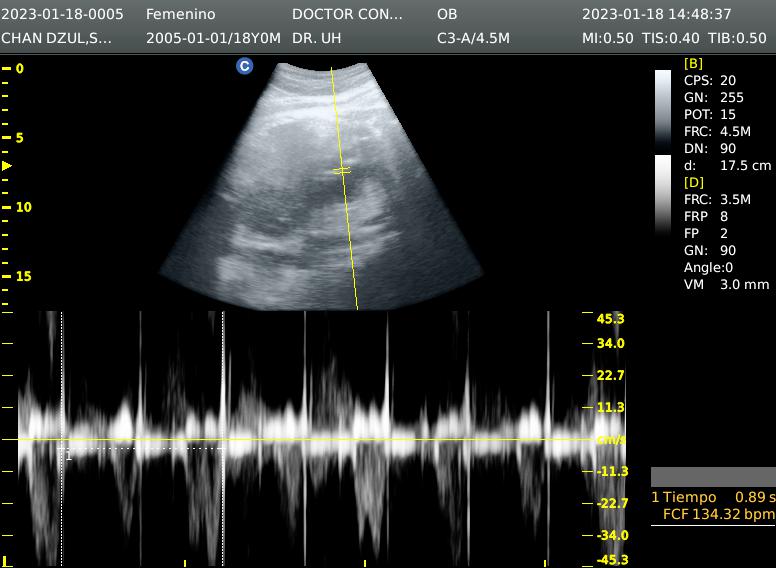 2023-01-18-0005 Femenino DOCTOR CON... OB 2023-01-18 14:48:37
CHAN DZUL,S... 2005-01-01/18Y0M DR. UH C3-A/4.5M MI:0.50 TIS:0.40 TIB:0.50
C
0
5
10
15
[B]
CPS: 20
GN: 255
POT: 15
FRC: 4.5M
DN: 90
d: 17.5 cm
[D]
FRC: 3.5M
FRP 8
FP 2
GN: 90
Angle:0
VM 3.0 mm
45.3
34.0
22.7
11.3
cm/s
-11.3
-22.7
-34.0
-45.3
1
1 Tiempo 0.89 s
FCF 134.32 bpm